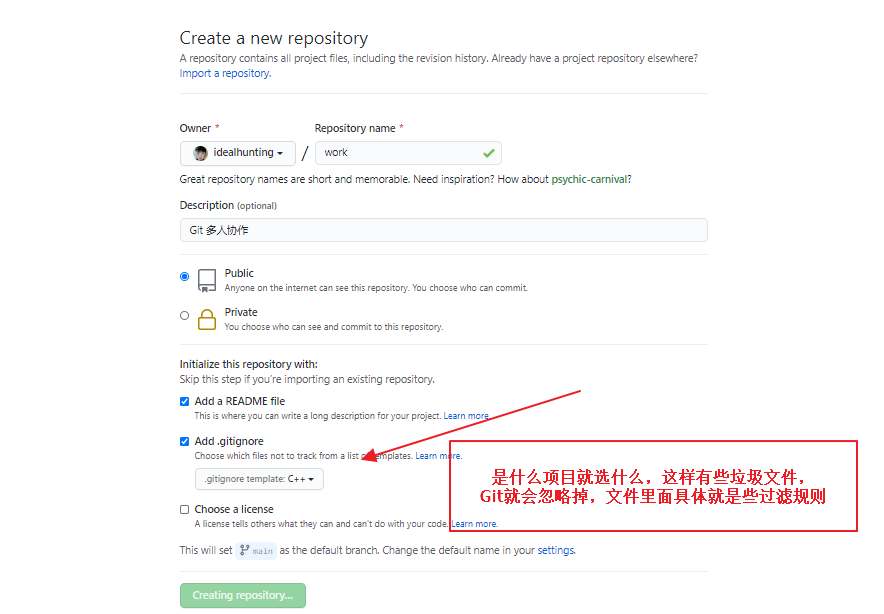 Create a new repository
A repository contains all project files, including the revision history. Already have a project repository elsewhere?
Import a repository.
Owner * Repository name *
idealhunting / work
Great repository names are short and memorable. Need inspiration? How about psychic-carnival?
Description (optional)
Git 多人协作
Public
Anyone on the internet can see this repository. You choose who can commit.
Private
You choose who can see and commit to this repository.
Initialize this repository with:
Skip this step if you're importing an existing repository.
Add a README file
This is where you can write a long description for your project. Learn more.
Add .gitignore
Choose which files not to track from a list of templates. Learn more.
.gitignore template: C++
是什么项目就选什么，这样有些垃圾文件，
Git就会忽略掉，文件里面具体就是些过滤规则
Choose a license
A license tells others what they can and can't do with your code. Learn more.
This will set main as the default branch. Change the default name in your settings.
Creating repository...